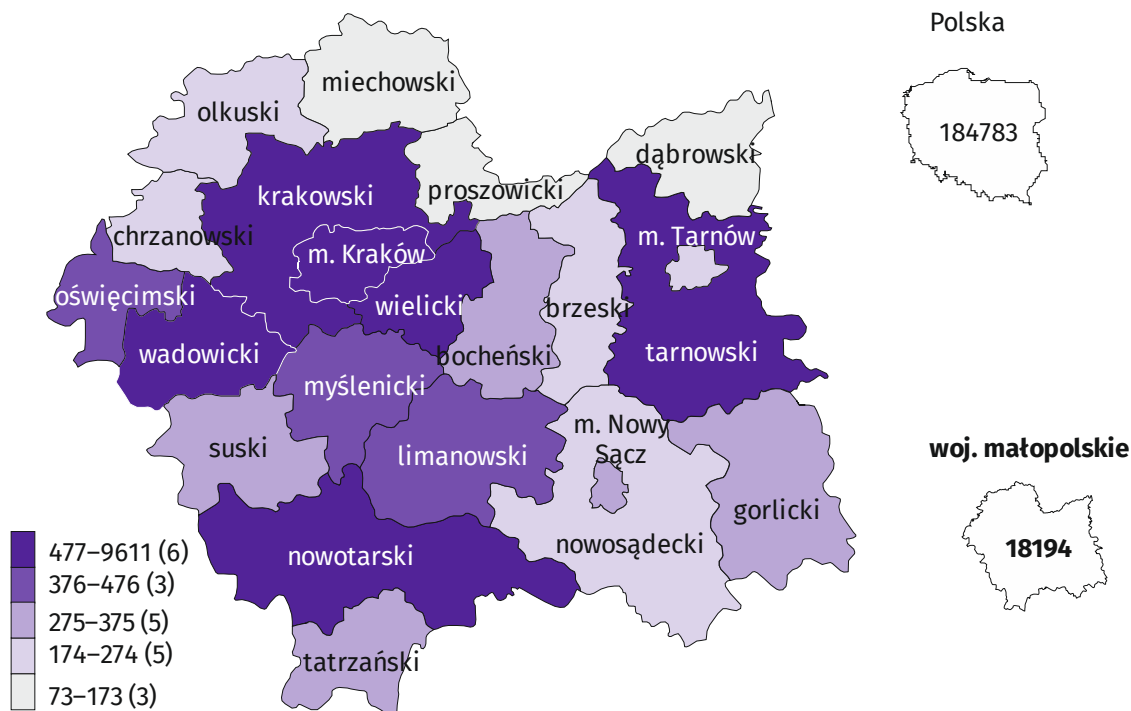 Polska
184783
miechowski
olkuski
dąbrowski
krakowski
proszowicki
chrzanowski
m. Kraków
m. Tarnów
oświęcimski
wielicki
brzeski
wadowicki
bocheński
tarnowski
myślenicki
m. Nowy
Sącz
suski
limanowski
woj. małopolskie
18194
gorlicki
nowotarski
nowosądecki
tatrzański
477–9611 (6)
376–476 (3)
275–375 (5)
174–274 (5)
73–173 (3)